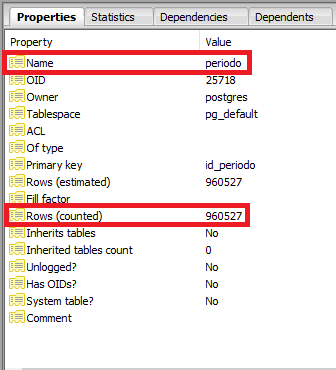 Properties Statistics Dependencies Dependents
Property Value
Name periodo
OID 25718
Owner postgres
Tablespace pg_default
ACL
Of type
Primary key id_periodo
Rows (estimated) 960527
Fill factor
Rows (counted) 960527
Inherits tables No
Inherited tables count 0
Unlogged? No
Has OIDs? No
System table? No
Comment